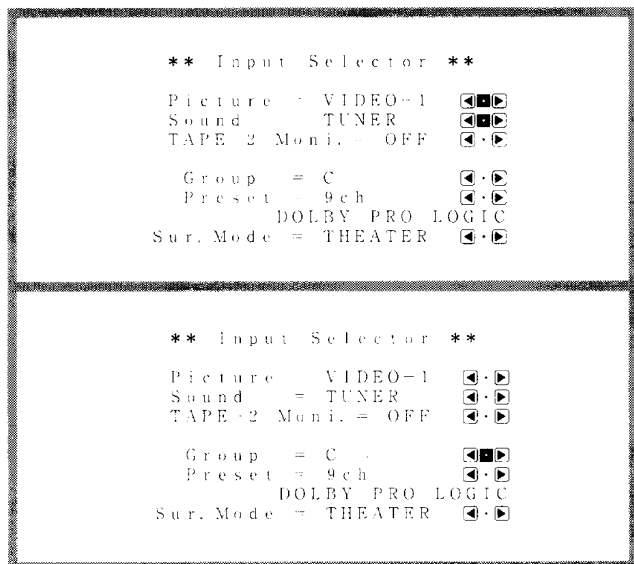 ** Input Selector **
Picture = VIDEO-1 ◀■▶
Sound TUNER ◀■▶
TAPE-2 Moni. = OFF ◀·▶
Group = C ◀·▶
Preset = 9ch ◀·▶
DOLBY PRO LOGIC
Sur. Mode = THEATER ◀·▶
** Input Selector **
Picture VIDEO-1 ◀·▶
Sound = TUNER ◀·▶
TAPE-2 Moni. = OFF ◀·▶
Group = C ◀■▶
Preset = 9ch ◀·▶
DOLBY PRO LOGIC
Sur. Mode = THEATER ◀·▶